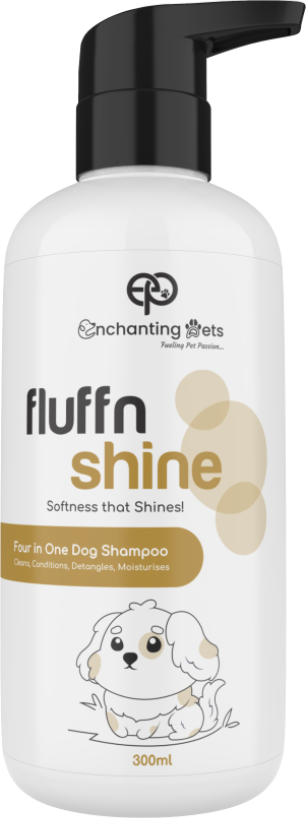 ep
Enchanting Pets
Fueling Pet Passion...
fluffn
shine
Softness that Shines!
Four in One Dog Shampoo
Cleans, Conditions, Detangles, Moisturises
300ml